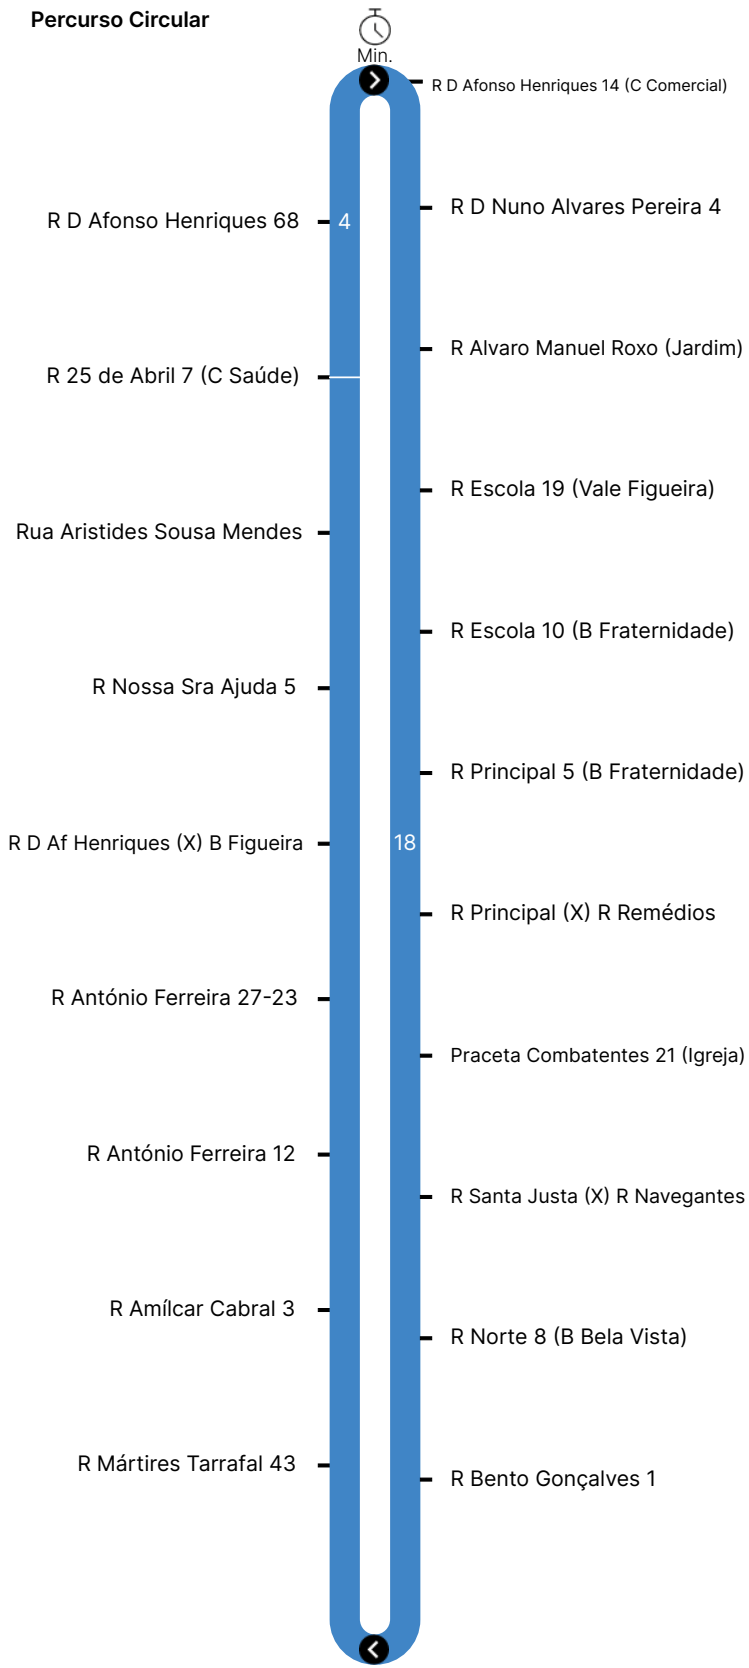 Percurso Circular
Min.
R D Afonso Henriques 14 (C Comercial)
R D Nuno Alvares Pereira 4
R D Afonso Henriques 68
4
R Alvaro Manuel Roxo (Jardim)
R 25 de Abril 7 (C Saúde)
R Escola 19 (Vale Figueira)
Rua Aristides Sousa Mendes
R Escola 10 (B Fraternidade)
R Nossa Sra Ajuda 5
R Principal 5 (B Fraternidade)
R D Af Henriques (X) B Figueira
18
R Principal (X) R Remédios
R António Ferreira 27-23
Praceta Combatentes 21 (Igreja)
R António Ferreira 12
R Santa Justa (X) R Navegantes
R Amílcar Cabral 3
R Norte 8 (B Bela Vista)
R Mártires Tarrafal 43
R Bento Gonçalves 1